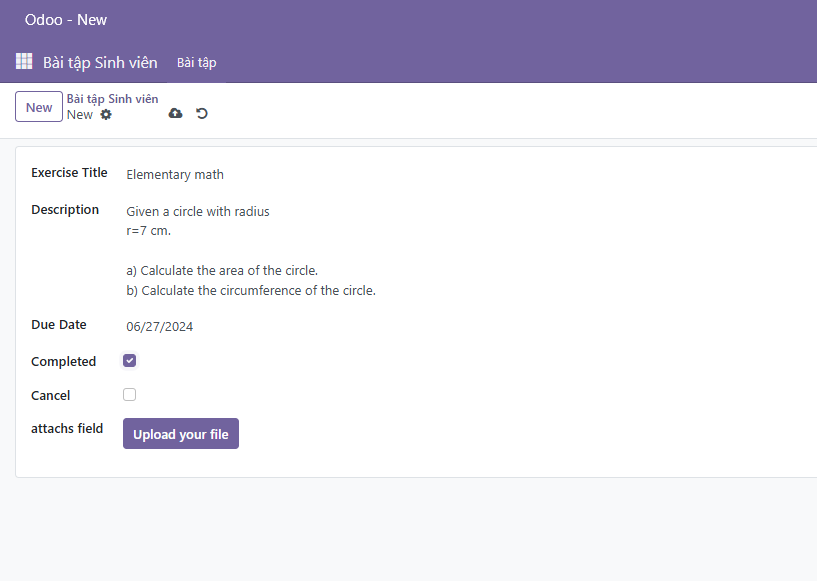 Odoo - New
Bài tập Sinh viên Bài tập
New
Bài tập Sinh viên
New
Exercise Title Elementary math
Description Given a circle with radius
r=7 cm.
a) Calculate the area of the circle.
b) Calculate the circumference of the circle.
Due Date 06/27/2024
Completed
Cancel
attachs field Upload your file